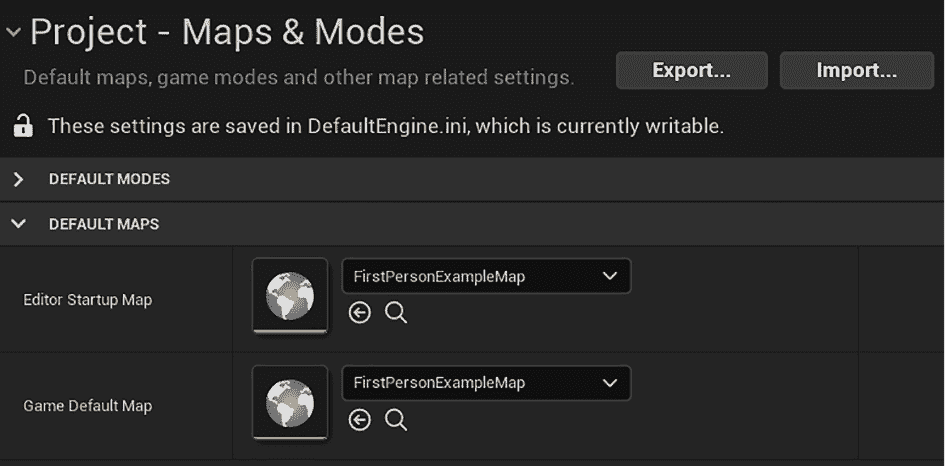 Project - Maps & Modes
Default maps, game modes and other map related settings.
Export...
Import...
These settings are saved in DefaultEngine.ini, which is currently writable.
DEFAULT MODES
DEFAULT MAPS
Editor Startup Map
FirstPersonExampleMap
Game Default Map
FirstPersonExampleMap